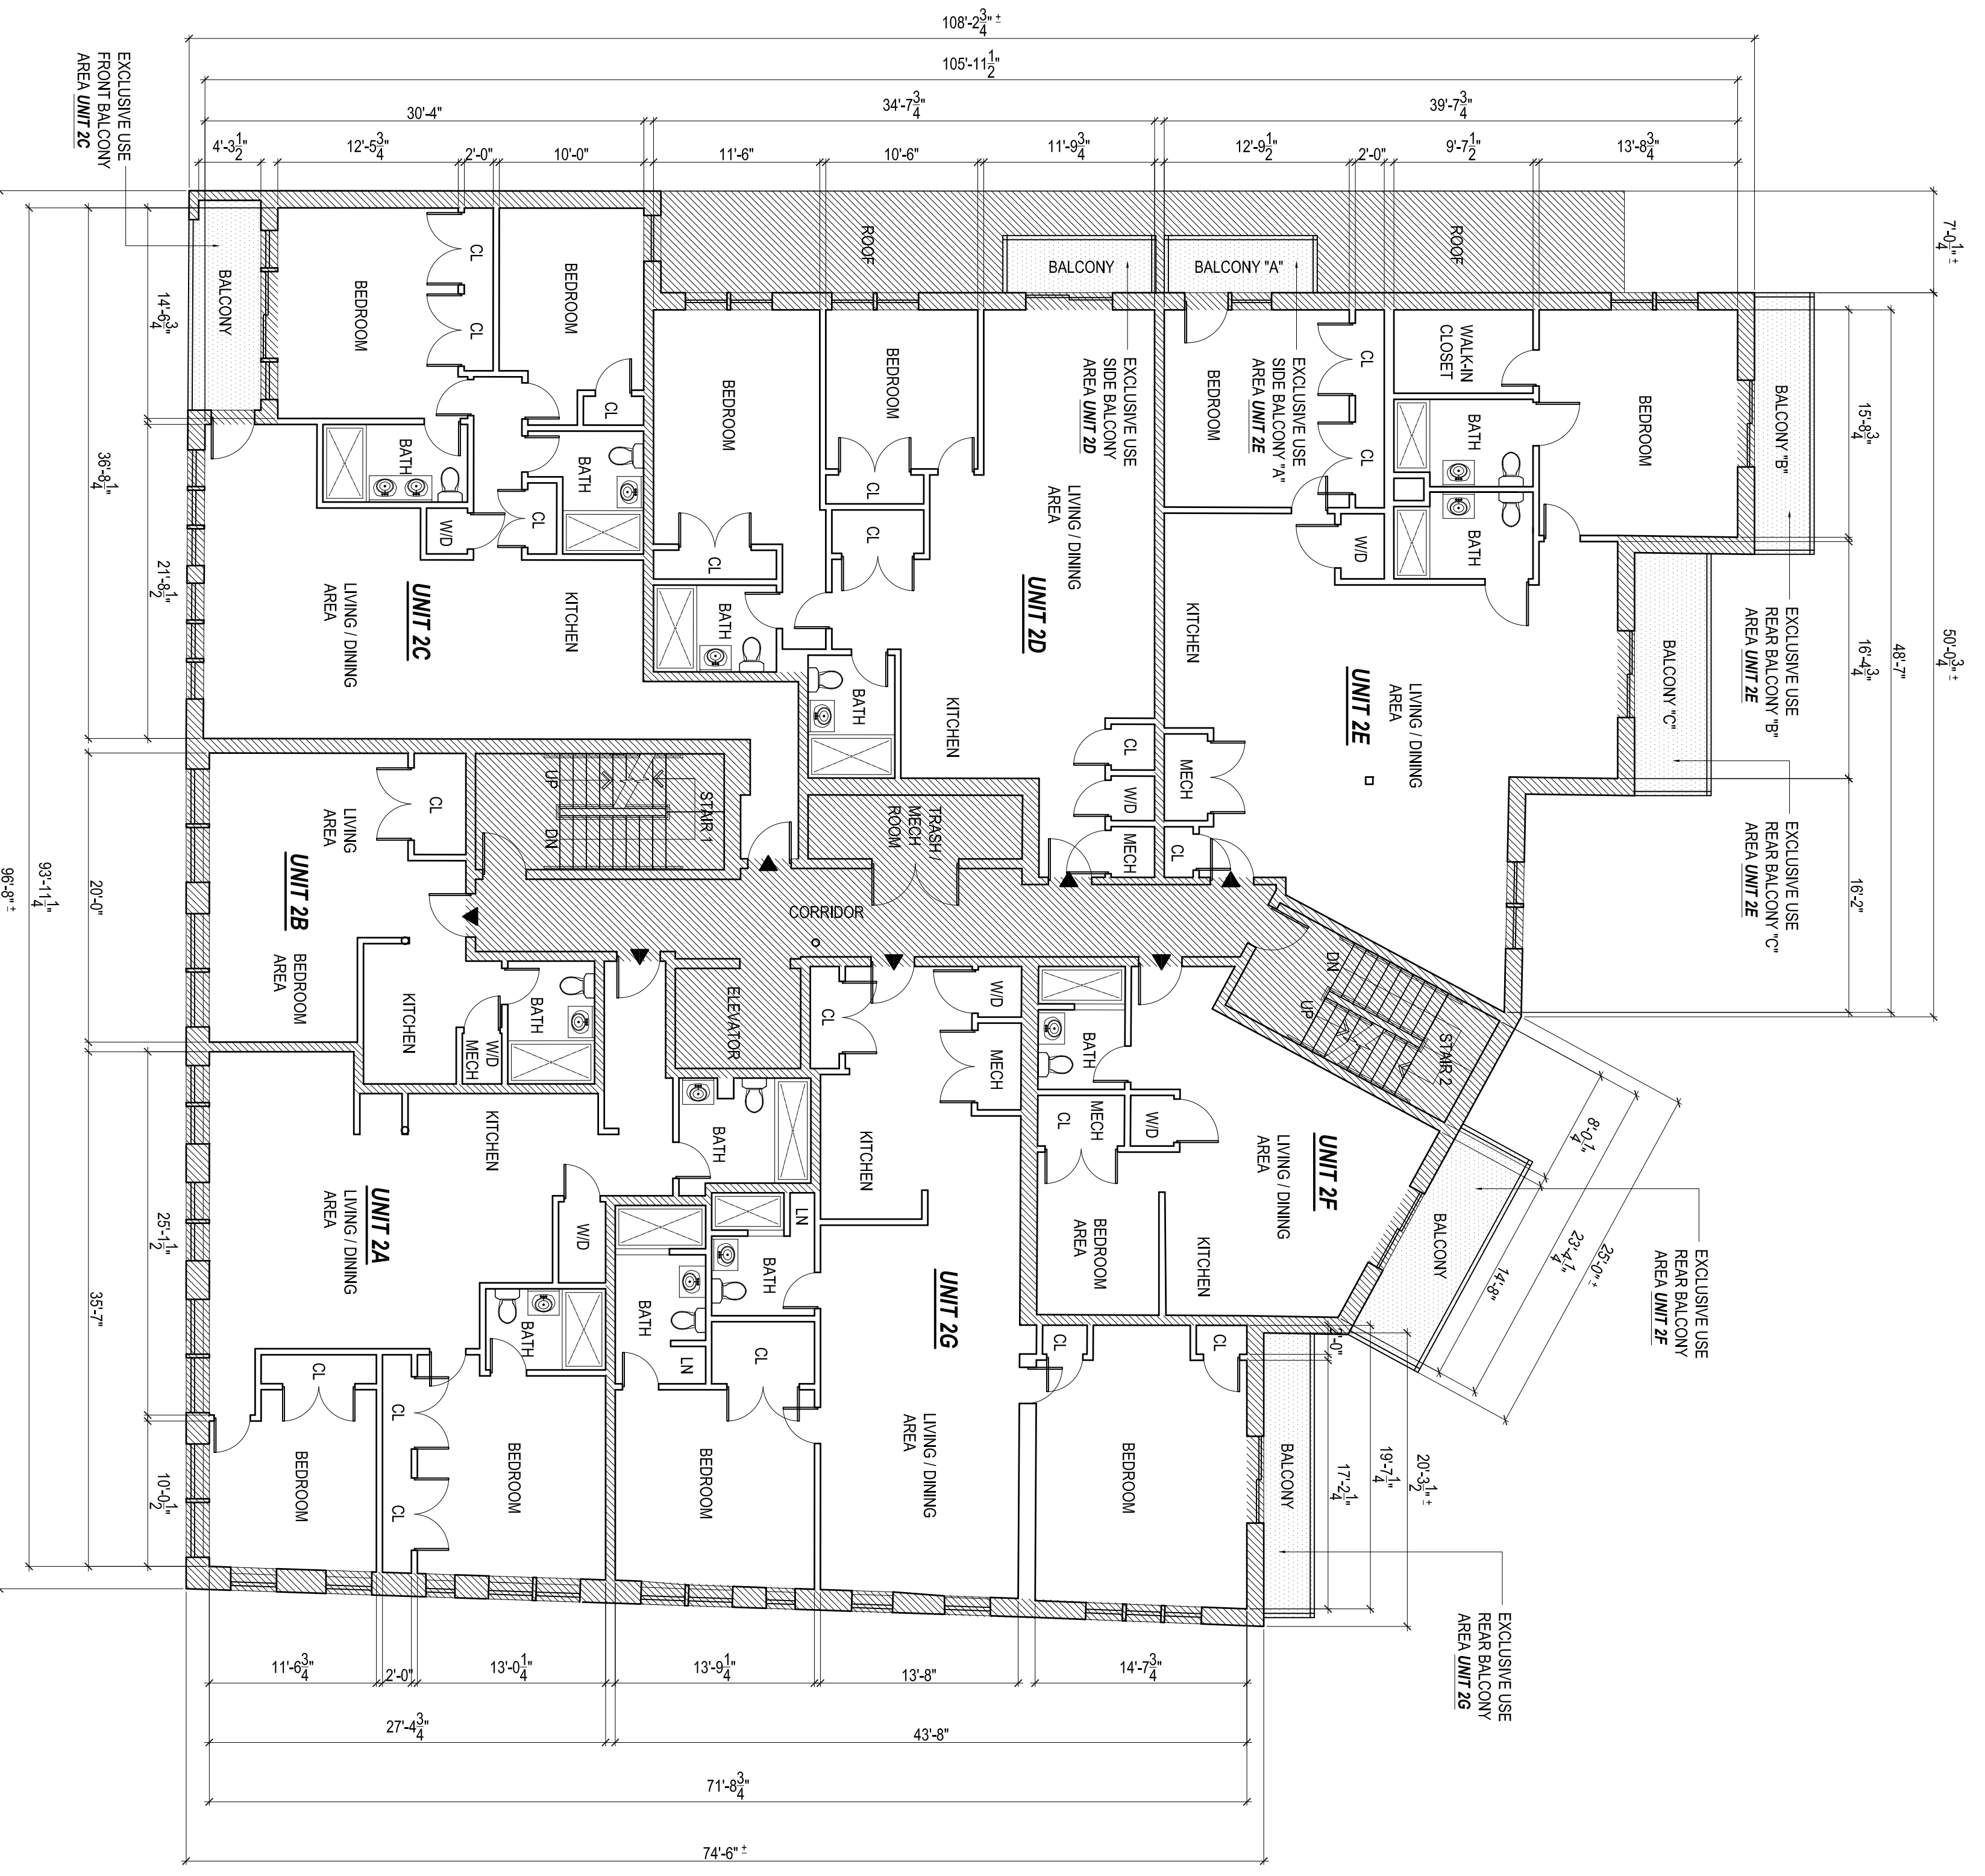 108'-2 3/4" ±
105'-11 1/2"
30'-4"
34'-7 3/4"
39'-7 3/4"
4'-3 1/2"
12'-5 3/4"
2'-0"
10'-0"
11'-6"
10'-6"
11'-9 3/4"
12'-9 1/2"
2'-0"
9'-7 1/2"
13'-8 3/4"
7'-0 1/4" ±
50'-0 3/4" ±
48'-7"
15'-8 3/4"
16'-4 3/4"
16'-2"
EXCLUSIVE USE
FRONT BALCONY
AREA UNIT 2C
14'-6 3/4"
36'-8 1/4"
21'-8 1/2"
20'-0"
93'-11 1/4"
96'-8" ±
25'-1 1/2"
35'-7"
10'-0 1/2"
ROOF
ROOF
BALCONY
BALCONY "A"
EXCLUSIVE USE
SIDE BALCONY
AREA UNIT 2D
EXCLUSIVE USE
SIDE BALCONY "A"
AREA UNIT 2E
BALCONY "B"
EXCLUSIVE USE
REAR BALCONY "B"
AREA UNIT 2E
BALCONY "C"
EXCLUSIVE USE
REAR BALCONY "C"
AREA UNIT 2E
BALCONY
BEDROOM
CL
CL
BEDROOM
CL
BATH
BATH
CL
W/D
UNIT 2C
KITCHEN
LIVING / DINING
AREA
BEDROOM
BEDROOM
CL
CL
CL
BATH
BATH
LIVING / DINING
AREA
UNIT 2D
KITCHEN
CL
W/D
MECH
BEDROOM
CL
CL
WALK-IN
CLOSET
BEDROOM
BATH
BATH
W/D
KITCHEN
UNIT 2E
LIVING / DINING
AREA
MECH
CL
STAIR 1
UP
DN
TRASH /
MECH
ROOM
CORRIDOR
ELEVATOR
STAIR 2
DN
UP
CL
LIVING
AREA
UNIT 2B
BEDROOM
AREA
KITCHEN
BATH
W/D
MECH
KITCHEN
UNIT 2A
LIVING / DINING
AREA
BATH
W/D
BATH
CL
CL
CL
BEDROOM
BEDROOM
CL
W/D
MECH
KITCHEN
LN
BATH
BATH
LN
CL
UNIT 2G
LIVING / DINING
AREA
BEDROOM
CL
CL
BEDROOM
BATH
MECH
CL
W/D
UNIT 2F
LIVING / DINING
AREA
BEDROOM
AREA
KITCHEN
BALCONY
8'-0 1/4"
14'-8"
23'-4 1/4"
25'-0" ±
EXCLUSIVE USE
REAR BALCONY
AREA UNIT 2F
BALCONY
2'-0"
17'-2 1/4"
19'-7 1/4"
20'-3 1/2" ±
EXCLUSIVE USE
REAR BALCONY
AREA UNIT 2G
11'-6 3/4"
2'-0"
13'-0 1/4"
13'-9 1/4"
13'-8"
14'-7 3/4"
27'-4 3/4"
43'-8"
71'-8 3/4"
74'-6" ±